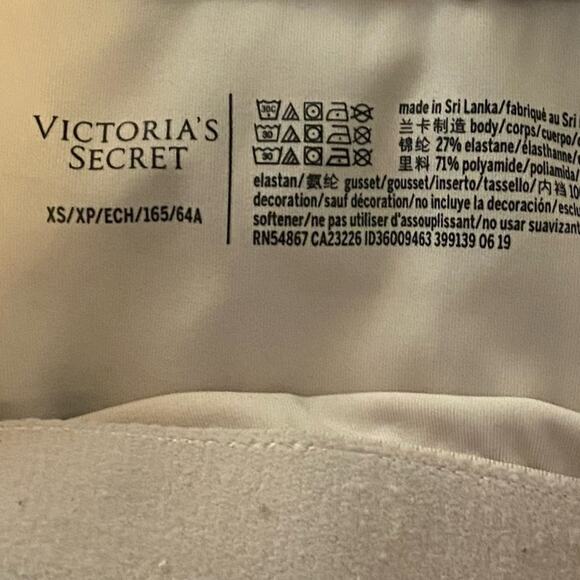 VICTORIA'S
SECRET
XS/XP/ECH/165/64A
made in Sri Lanka/fabriqué au Sri
兰卡制造 body/corps/cuerpo/
锦纶 27% elastane/élasthanne/
里料 71% polyamide/poliamida/
elastan/氨纶 gusset/gousset/inserto/tassello/内裆
decoration/sauf décoration/no incluye la decoración/
softener/ne pas utiliser d'assouplissant/no usar
RN54867 CA23226 ID36009463 399139 06 19